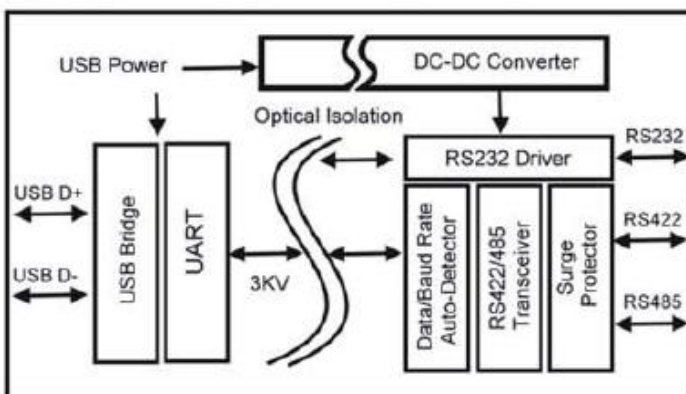 USB Power
DC-DC Converter
Optical Isolation
RS232 Driver
RS232
USB D+
USB D-
USB Bridge
UART
3KV
Data/Baud Rate
Auto-Detector
RS422/485
Transceiver
Surge
Protector
RS422
RS485